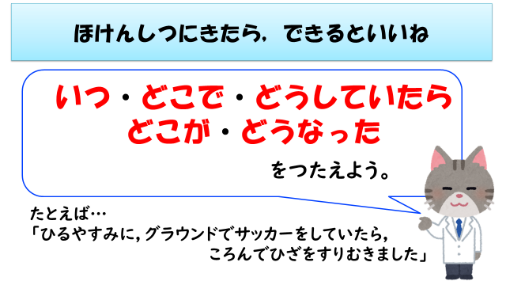 ほけんしつにきたら，できるといいね
いつ・どこで・どうしていたら
どこが・どうなった
をつたえよう。
たとえば…
「ひるやすみに，グラウンドでサッカーをしていたら，
ころんでひざをすりむきました」